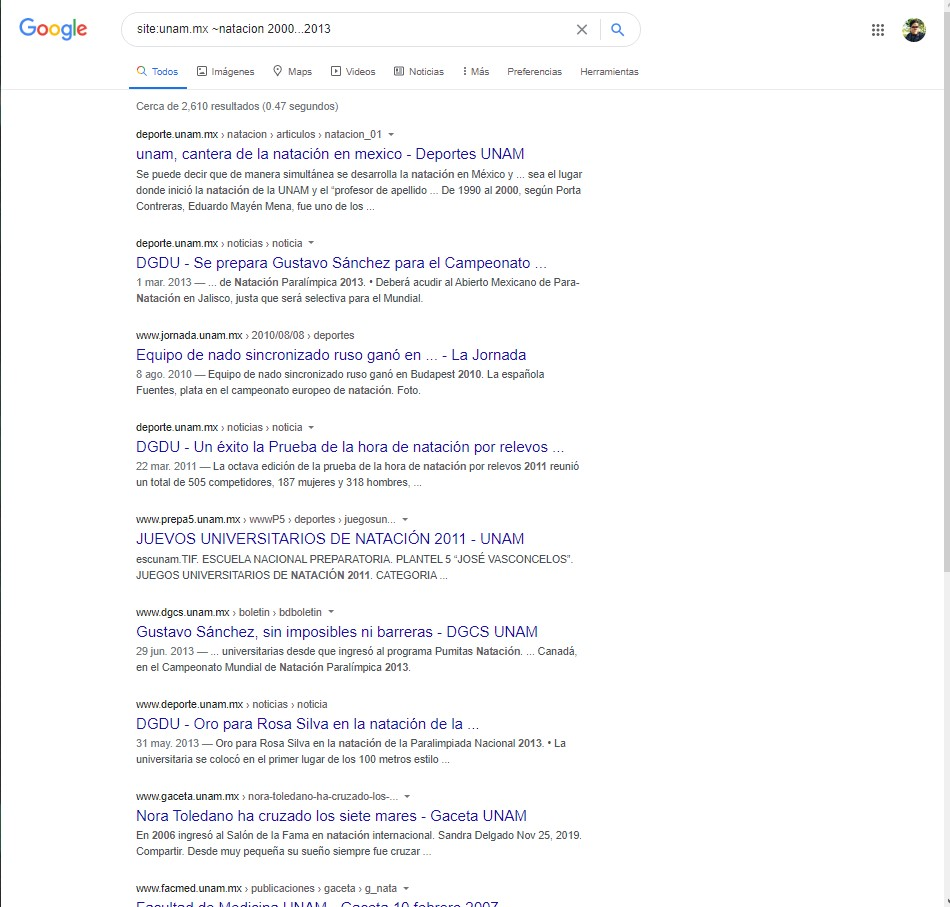 Google
site:unam.mx ~natacion 2000...2013
Todos Imágenes Maps Videos Noticias Más Preferencias Herramientas
Cerca de 2,610 resultados (0.47 segundos)
deporte.unam.mx › natacion › articulos › natacion_01
unam, cantera de la natación en mexico - Deportes UNAM
Se puede decir que de manera simultánea se desarrolla la natación en México y ... sea el lugar
donde inició la natación de la UNAM y el “profesor de apellido ... De 1990 al 2000, según Porta
Contreras, Eduardo Mayén Mena, fue uno de los ...
deporte.unam.mx › noticias › noticia
DGDU - Se prepara Gustavo Sánchez para el Campeonato ...
1 mar. 2013 — ... de Natación Paralímpica 2013. • Deberá acudir al Abierto Mexicano de Para-
Natación en Jalisco, justa que será selectiva para el Mundial.
www.jornada.unam.mx › 2010/08/08 › deportes
Equipo de nado sincronizado ruso ganó en ... - La Jornada
8 ago. 2010 — Equipo de nado sincronizado ruso ganó en Budapest 2010. La española
Fuentes, plata en el campeonato europeo de natación. Foto.
deporte.unam.mx › noticias › noticia
DGDU - Un éxito la Prueba de la hora de natación por relevos ...
22 mar. 2011 — La octava edición de la prueba de la hora de natación por relevos 2011 reunió
un total de 505 competidores, 187 mujeres y 318 hombres, ...
www.prepa5.unam.mx › wwwP5 › deportes › juegosun...
JUEVOS UNIVERSITARIOS DE NATACIÓN 2011 - UNAM
escunam.TIF. ESCUELA NACIONAL PREPARATORIA. PLANTEL 5 “JOSÉ VASCONCELOS”.
JUEGOS UNIVERSITARIOS DE NATACIÓN 2011. CATEGORIA ...
www.dgcs.unam.mx › boletin › bdboletin
Gustavo Sánchez, sin imposibles ni barreras - DGCS UNAM
29 jun. 2013 — ... universitarias desde que ingresó al programa Pumitas Natación. ... Canadá,
en el Campeonato Mundial de Natación Paralímpica 2013.
www.deporte.unam.mx › noticias › noticia
DGDU - Oro para Rosa Silva en la natación de la ...
31 may. 2013 — Oro para Rosa Silva en la natación de la Paralimpiada Nacional 2013. • La
universitaria se colocó en el primer lugar de los 100 metros estilo ...
www.gaceta.unam.mx › nora-toledano-ha-cruzado-los-...
Nora Toledano ha cruzado los siete mares - Gaceta UNAM
En 2006 ingresó al Salón de la Fama en natación internacional. Sandra Delgado Nov 25, 2019.
Compartir. Desde muy pequeña su sueño siempre fue cruzar ...
www.facmed.unam.mx › publicaciones › gaceta › g_nata
Facultad de Medicina UNAM - Gaceta 10 febrero 2007